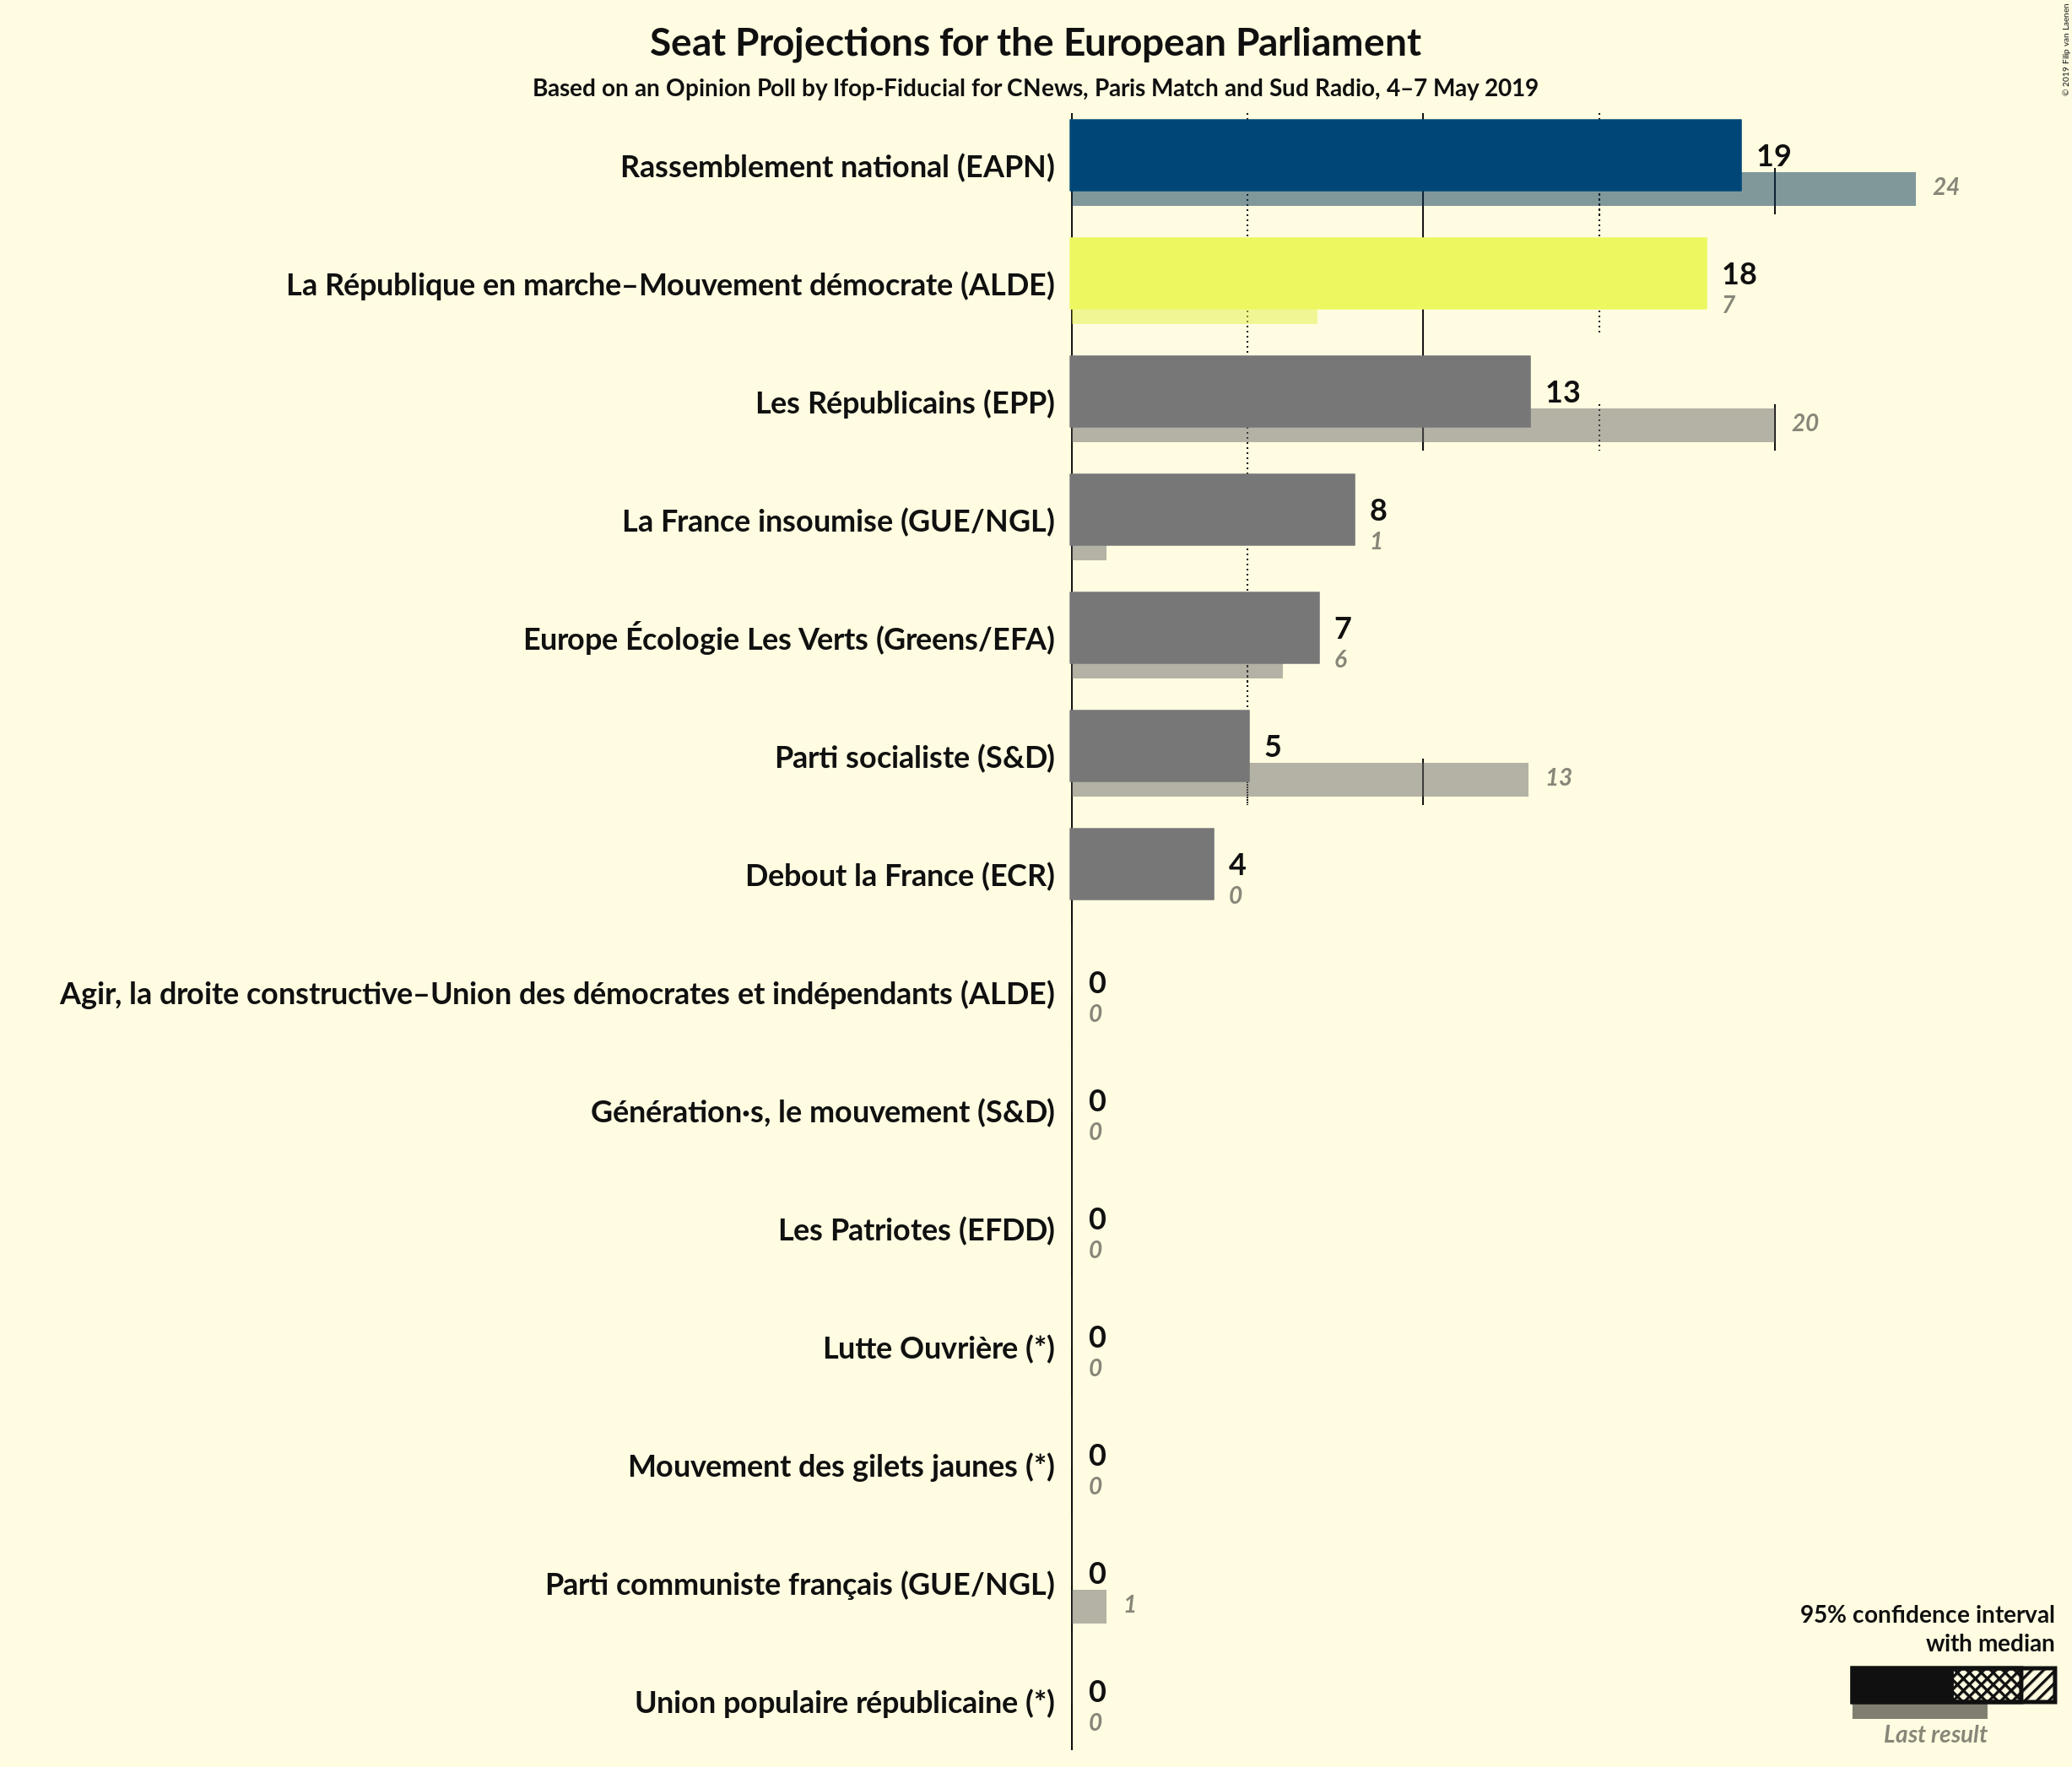 Seat Projections for the European Parliament
Based on an Opinion Poll by Ifop-Fiducial for CNews, Paris Match and Sud Radio, 4–7 May 2019
© 2019 Filip van Laenen
Rassemblement national (EAPN)
19
24
La République en marche–Mouvement démocrate (ALDE)
18
7
Les Républicains (EPP)
13
20
La France insoumise (GUE/NGL)
8
1
Europe Écologie Les Verts (Greens/EFA)
7
6
Parti socialiste (S&D)
5
13
Debout la France (ECR)
4
0
Agir, la droite constructive–Union des démocrates et indépendants (ALDE)
0
0
Génération·s, le mouvement (S&D)
0
0
Les Patriotes (EFDD)
0
0
Lutte Ouvrière (*)
0
0
Mouvement des gilets jaunes (*)
0
0
Parti communiste français (GUE/NGL)
0
1
Union populaire républicaine (*)
0
0
95% confidence interval
with median
Last result